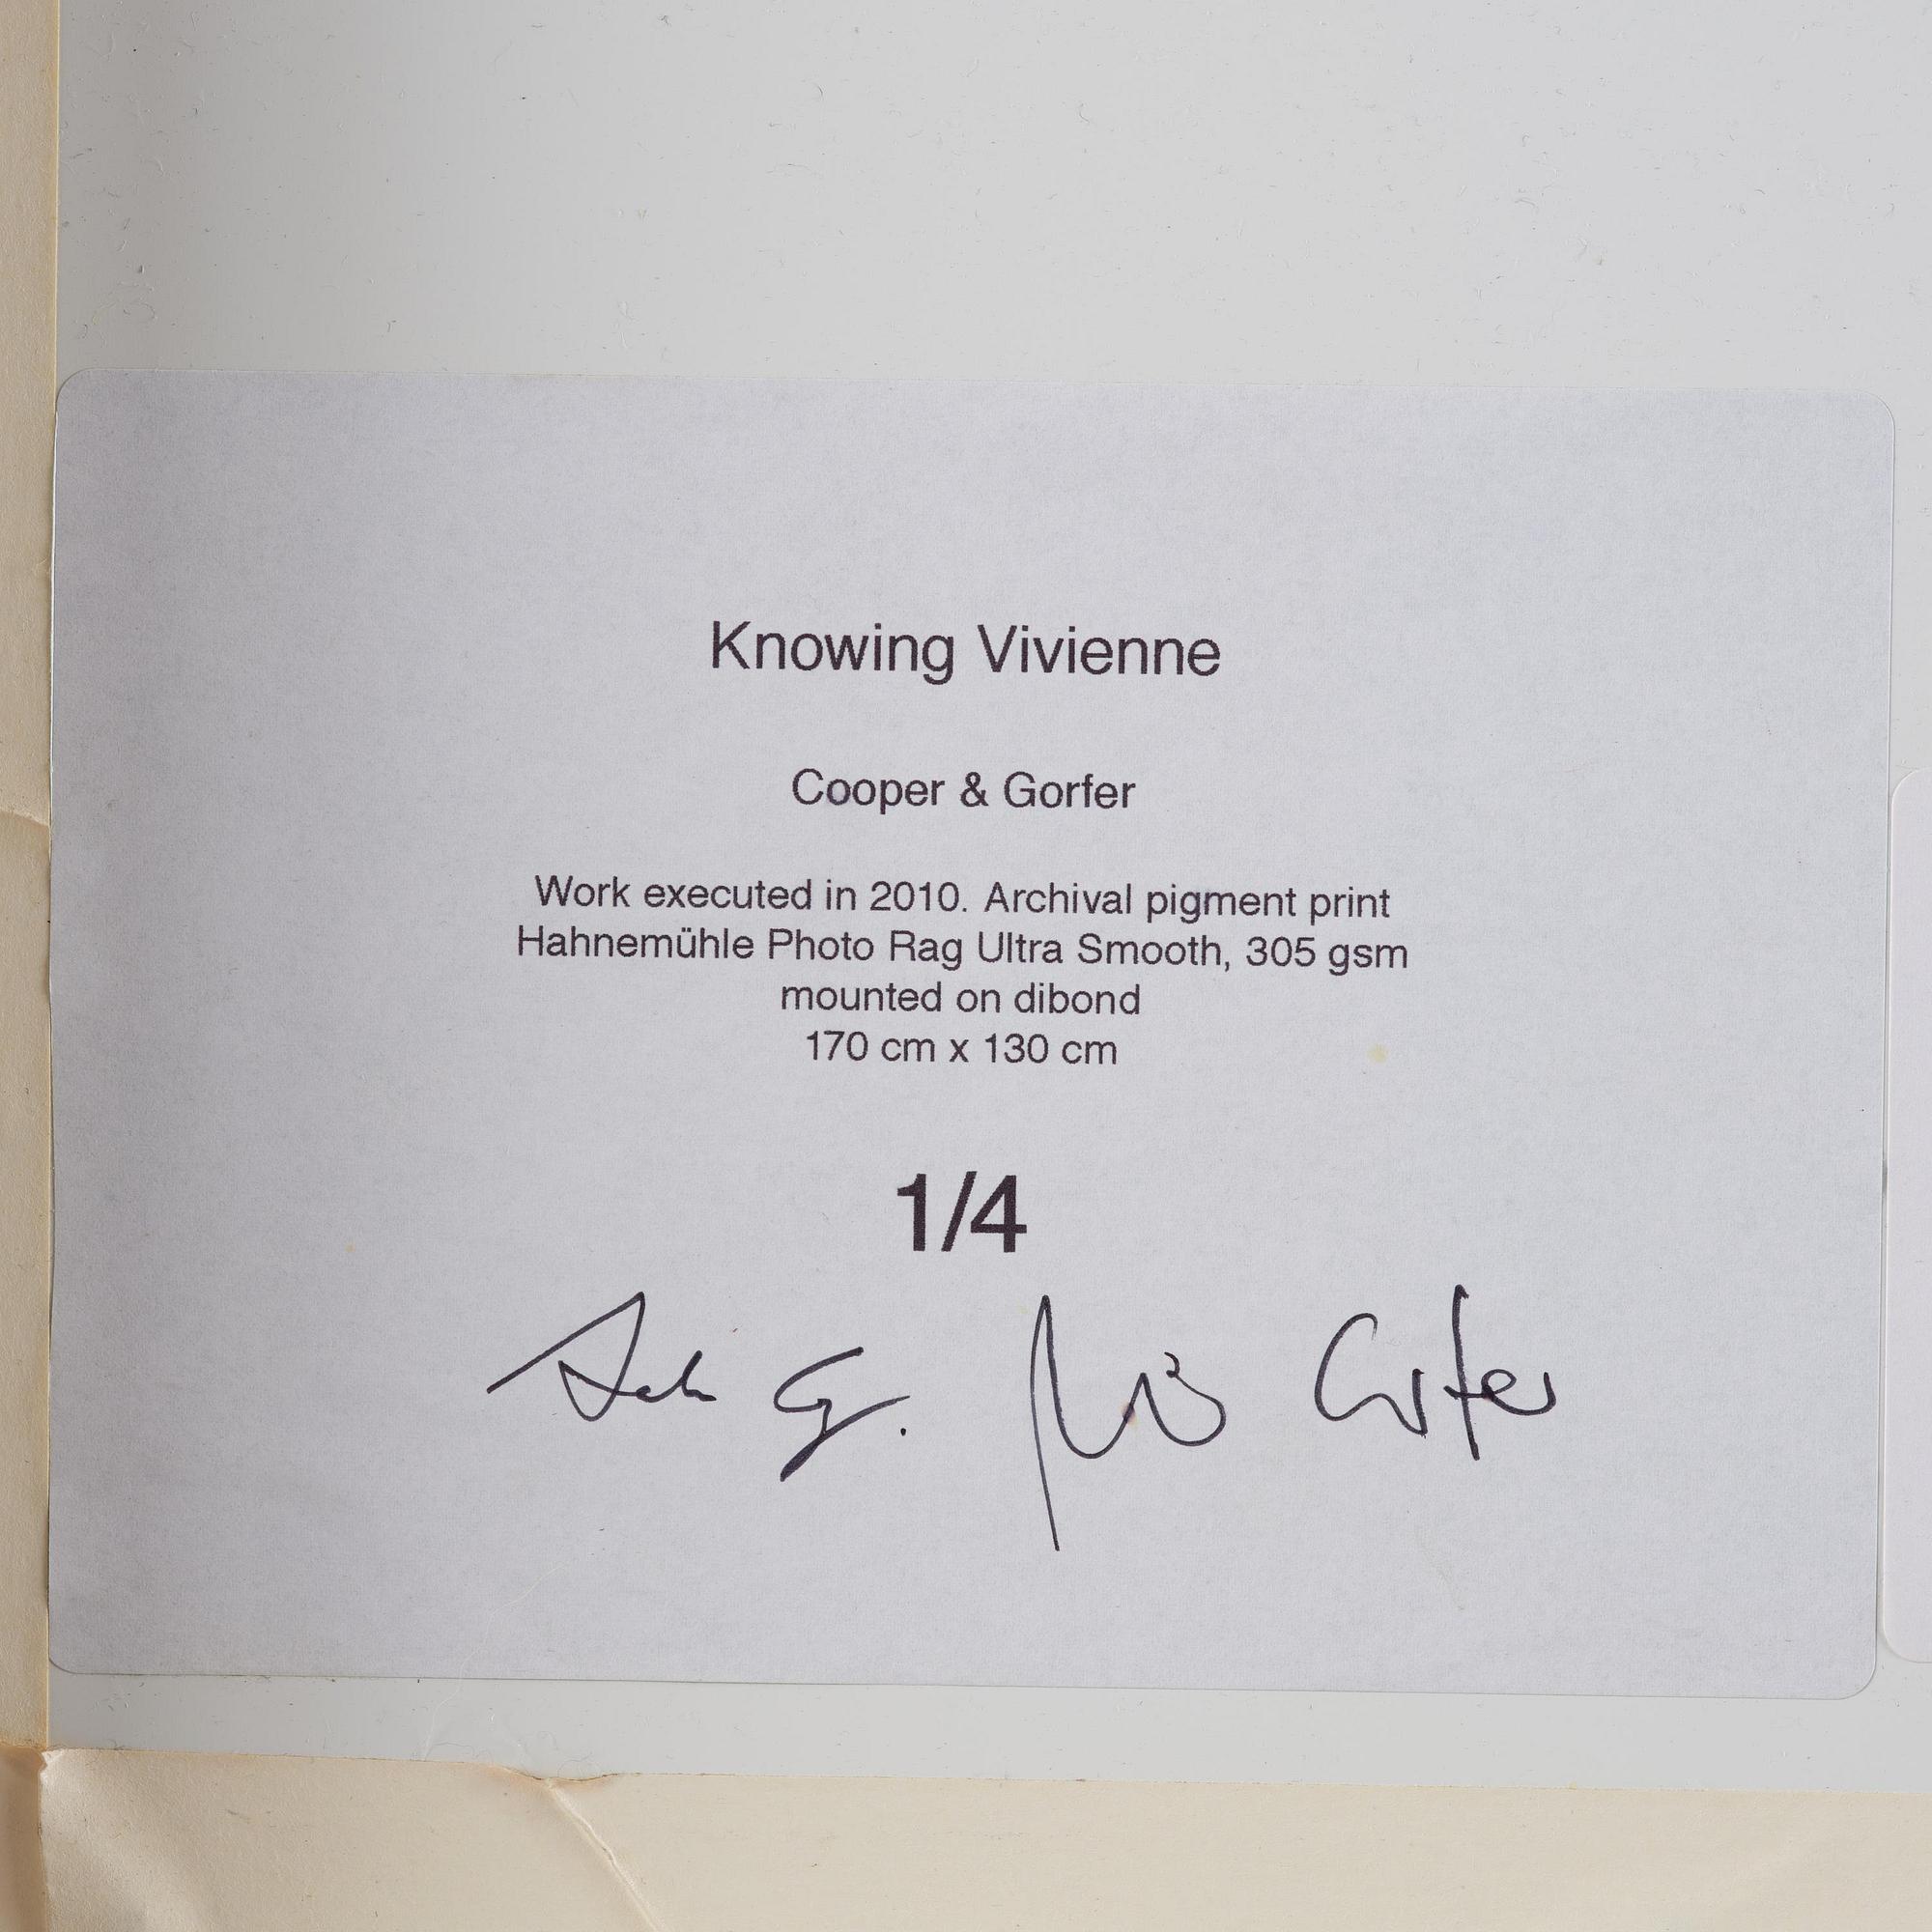 Knowing Vivienne
Cooper & Gorfer
Work executed in 2010. Archival pigment print
Hahnemühle Photo Rag Ultra Smooth, 305 gsm
mounted on dibond
170 cm x 130 cm
1/4
Gorfer